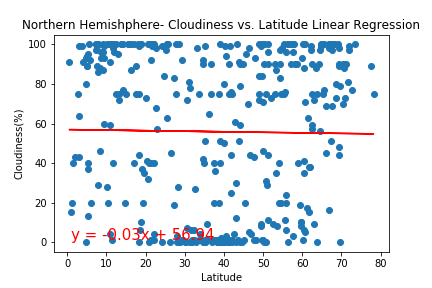 Northern Hemishphere- Cloudiness vs. Latitude Linear Regression
100
80
60
40
20
0
Cloudiness(%)
y = -0.03x + 56.94
0 10 20 30 40 50 60 70 80
Latitude